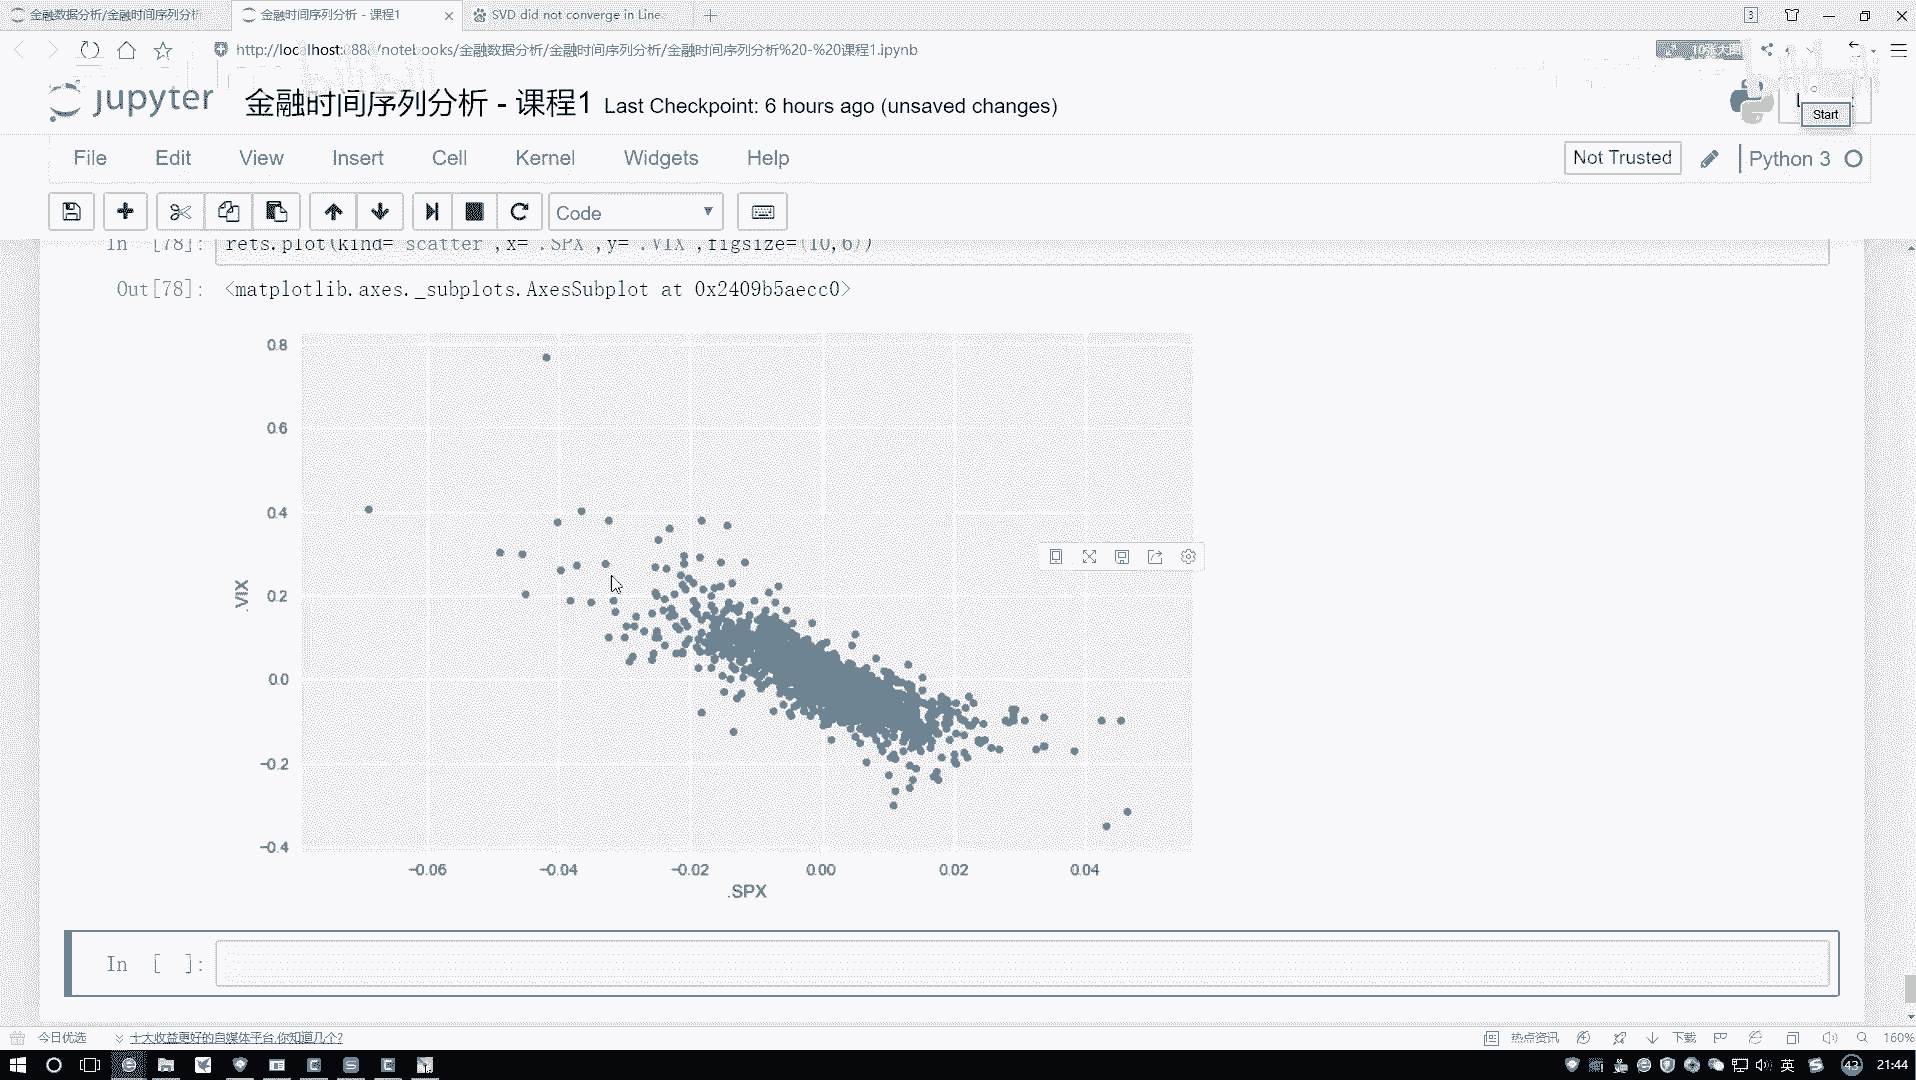 金融数据分析/金融时间序列分析
金融时间序列分析 - 课程1
SVD did not converge in Line
3
http://localhost:888/notebooks/金融数据分析/金融时间序列分析/金融时间序列分析%20-%20课程1.ipynb
10张大图
jupyter
金融时间序列分析 - 课程1
Last Checkpoint: 6 hours ago (unsaved changes)
Start
File Edit View Insert Cell Kernel Widgets Help
Not Trusted
Python 3
Code
In [78]: rets.plot(kind='scatter',x='.SPX',y='.VIX',figsize=(10,6))
Out[78]: <matplotlib.axes._subplots.AxesSubplot at 0x2409b5aecc0>
0.8
0.6
0.4
0.2
0.0
−0.2
−0.4
.VIX
−0.06 −0.04 −0.02 0.00 0.02 0.04
.SPX
In [ ]:
今日优选
十大收益更好的自媒体平台,你知道几个?
热点资讯
下载
160%
英
43
21:44